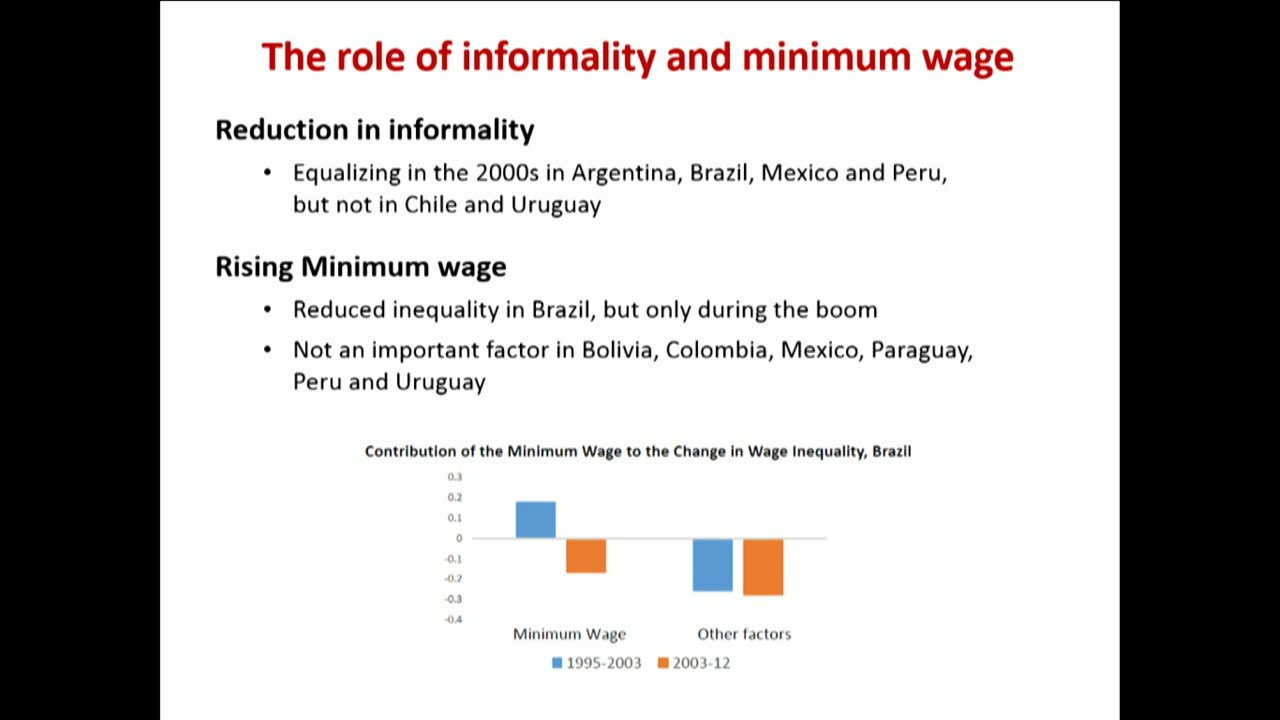 The role of informality and minimum wage
Reduction in informality
• Equalizing in the 2000s in Argentina, Brazil, Mexico and Peru,
but not in Chile and Uruguay
Rising Minimum wage
• Reduced inequality in Brazil, but only during the boom
• Not an important factor in Bolivia, Colombia, Mexico, Paraguay,
Peru and Uruguay
Contribution of the Minimum Wage to the Change in Wage Inequality, Brazil
0.3
0.2
0.1
0
-0.1
-0.2
-0.3
-0.4
Minimum Wage Other factors
1995-2003 2003-12